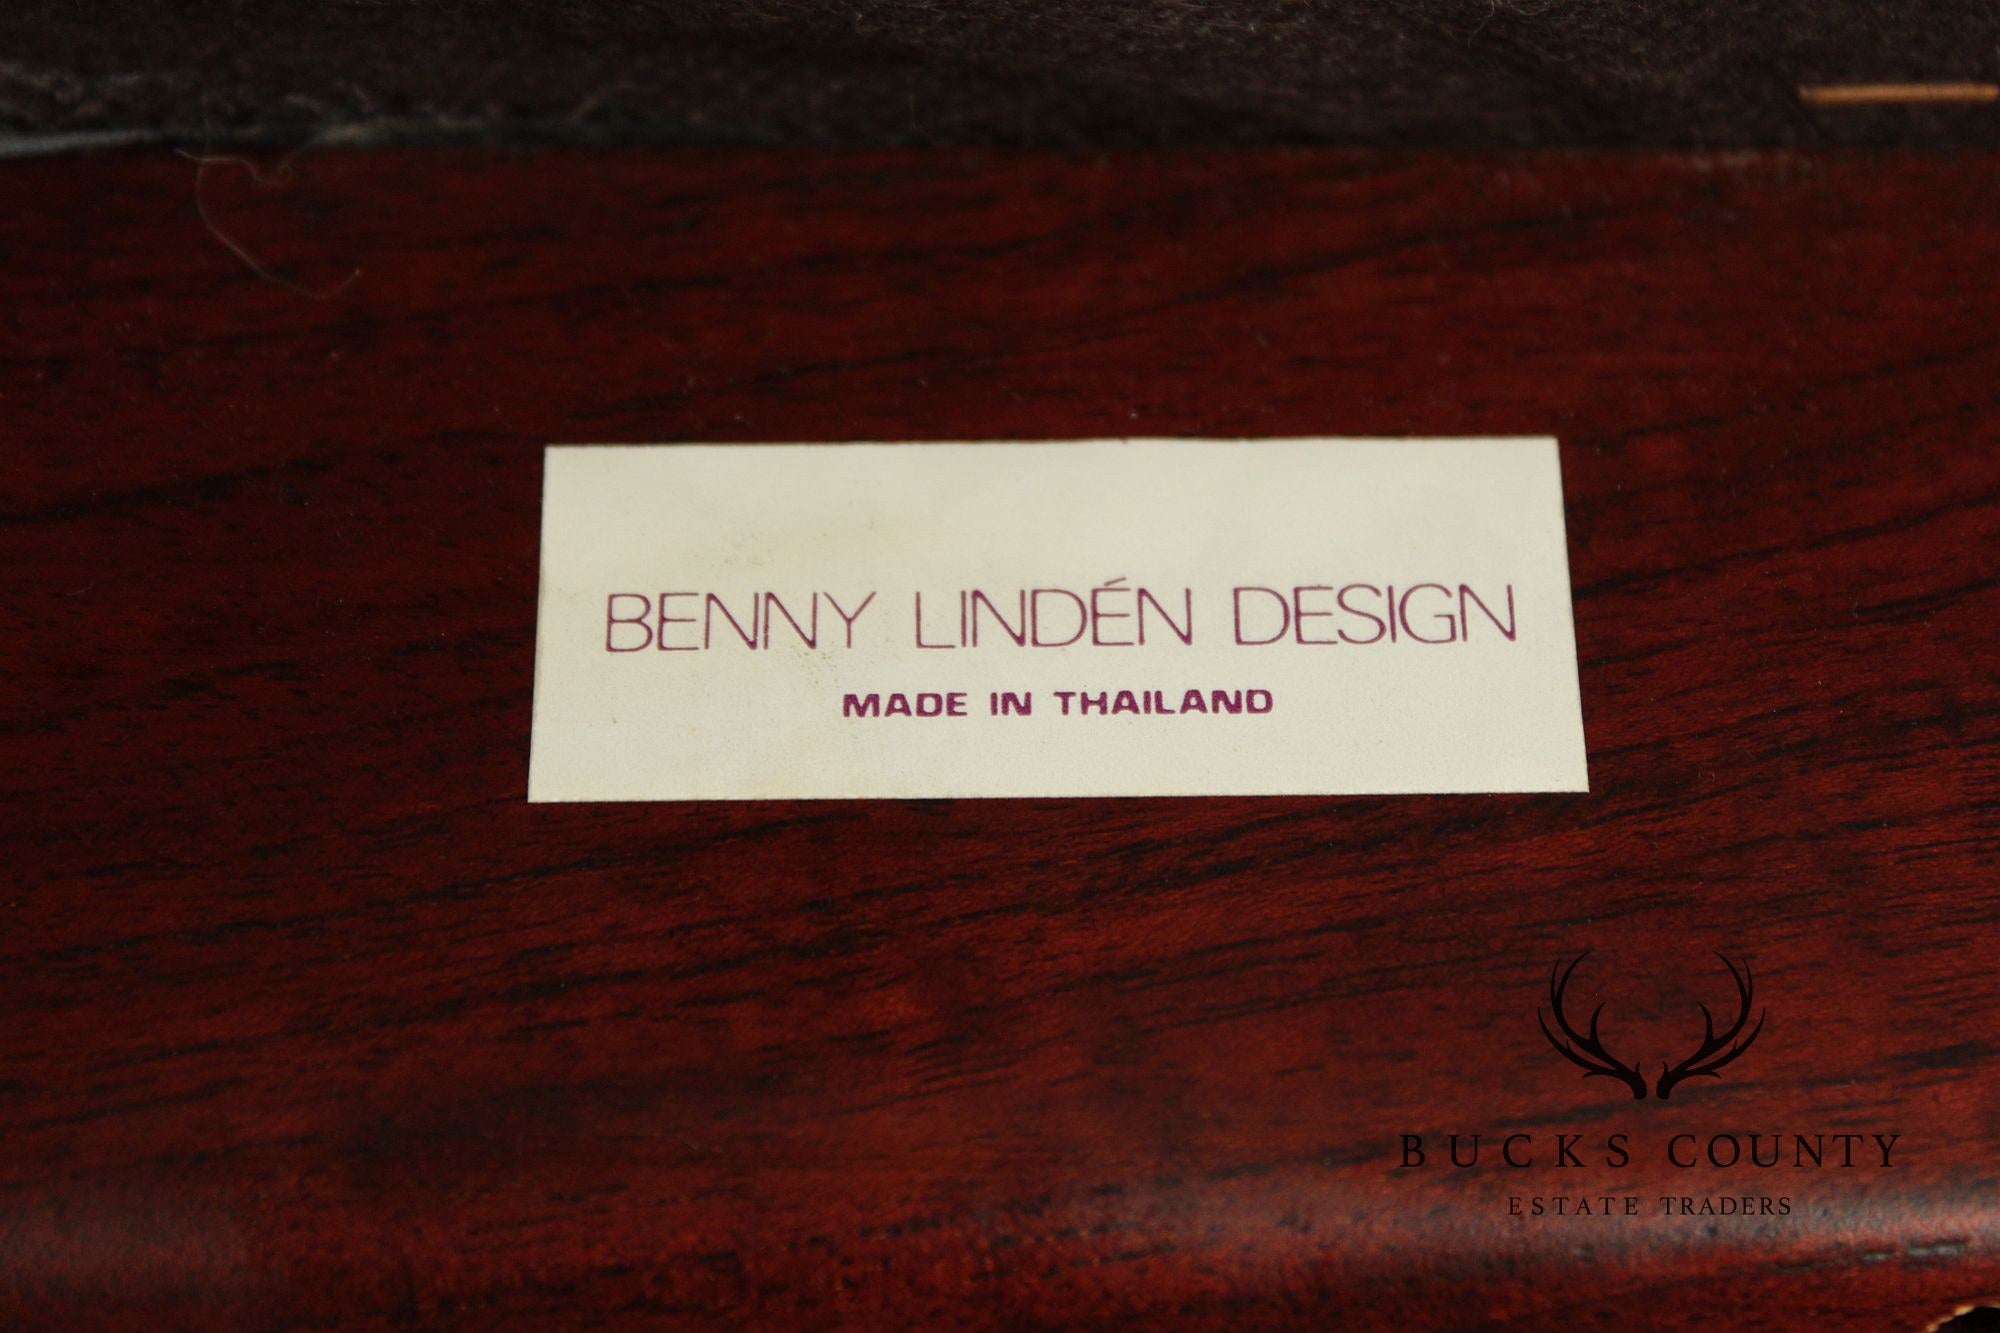 BENNY LINDÉN DESIGN
MADE IN THAILAND
BUCKS COUNTY
ESTATE TRADERS